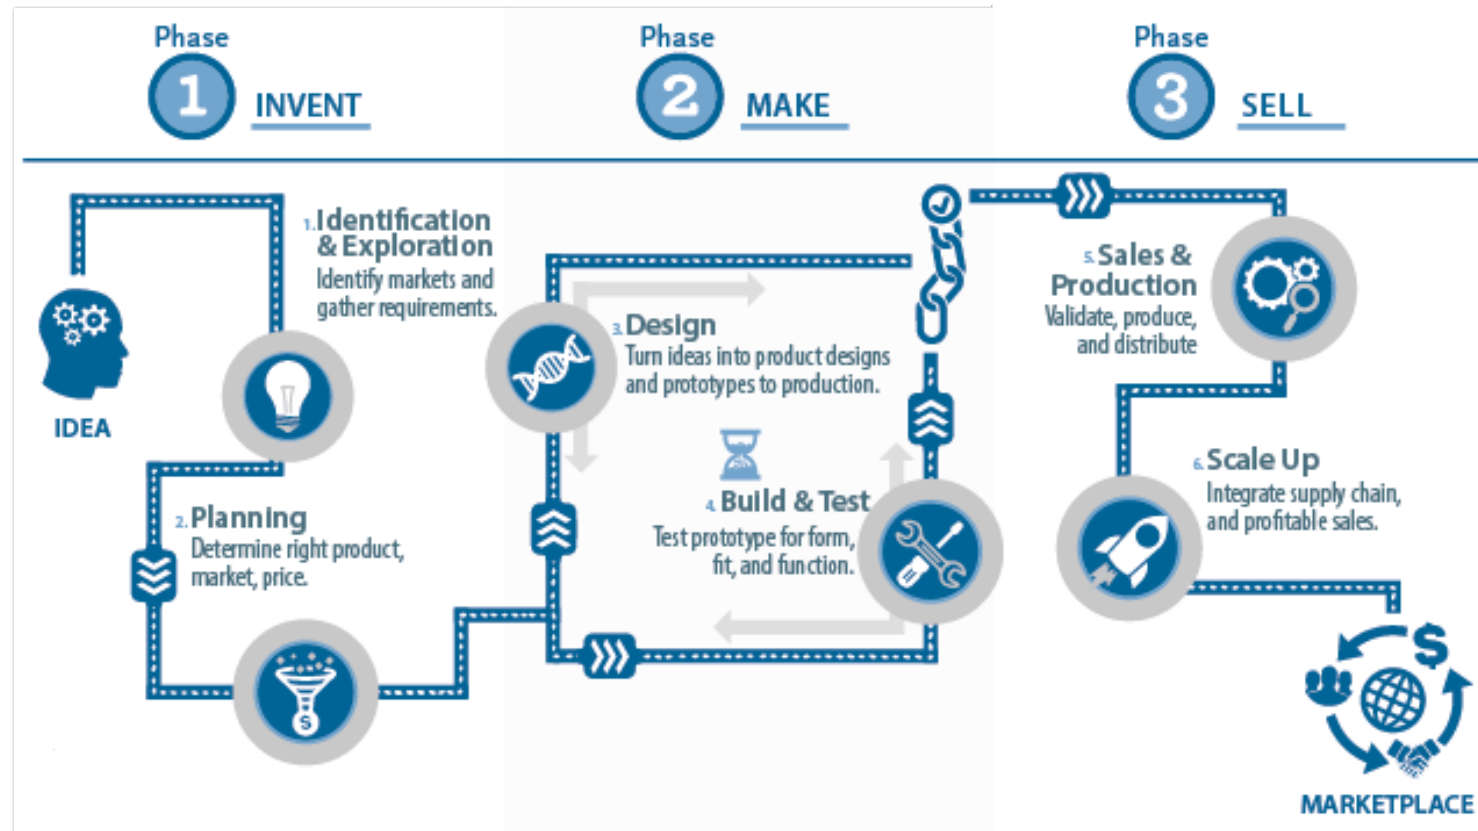 Phase
1 INVENT
Phase
2 MAKE
Phase
3 SELL
IDEA
1. Identification
& Exploration
Identify markets and
gather requirements.
2. Planning
Determine right product,
market, price.
$
3. Design
Turn ideas into product designs
and prototypes to production.
4. Build & Test
Test prototype for form,
fit, and function.
5. Sales &
Production
Validate, produce,
and distribute
6. Scale Up
Integrate supply chain,
and profitable sales.
$
MARKETPLACE